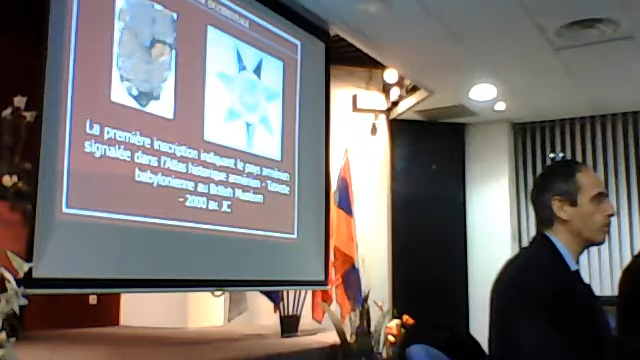 OCCIDENTALE
La première inscription indiquant le pays arménien
signalée dans l'Atlas historique arménien - Tablette
babylonienne au British Museum
- 2000 av. JC